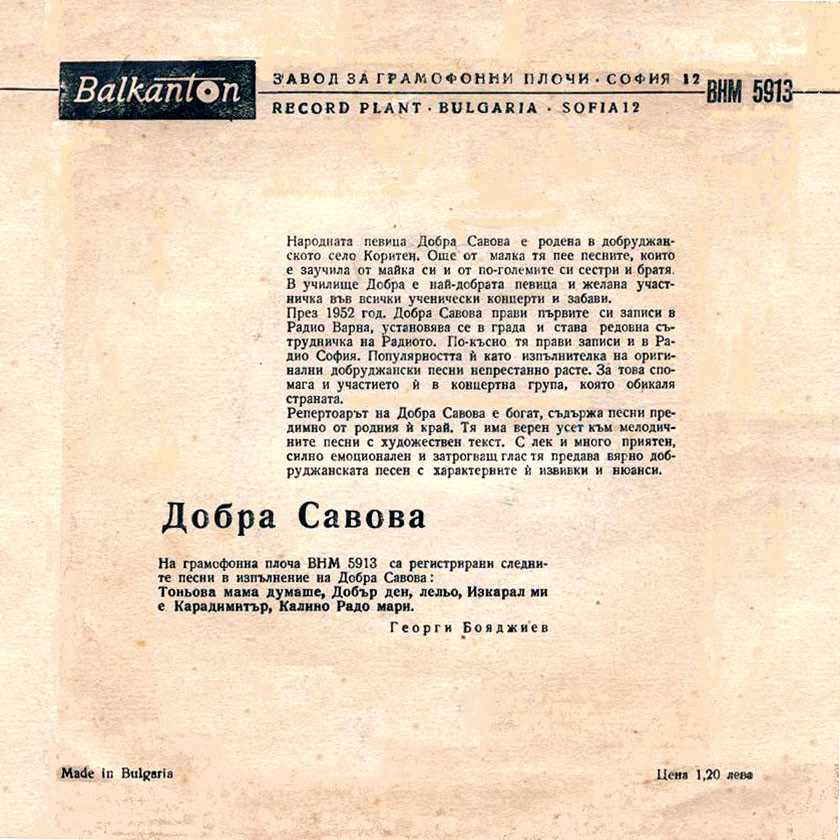 Balkanton
ЗАВОД ЗА ГРАМОФОННИ ПЛОЧИ · СОФИЯ 12
ВНМ 5913
RECORD PLANT · BULGARIA · SOFIA 12
Народната певица Добра Савова е родена в добруджан-
ското село Коритен. Още от малка тя пее песните, които
е заучила от майка си и от по-големите си сестри и братя.
В училище Добра е най-добрата певица и желана участ-
ничка във всички ученически концерти и забави.
През 1952 год. Добра Савова прави първите си записи в
Радио Варна, установява се в града и става редовна съ-
трудничка на Радиото. По-късно тя прави записи и в Ра-
дио София. Популярността ѝ като изпълнителка на ориги-
нални добруджански песни непрестанно расте. За това спо-
мага и участието ѝ в концертна група, която обикаля
страната.
Репертоарът на Добра Савова е богат, съдържа песни пре-
димно от родния ѝ край. Тя има верен усет към мелодич-
ните песни с художествен текст. С лек и много приятен,
силно емоционален и затрогващ глас тя предава вярно доб-
руджанската песен с характерните ѝ извивки и нюанси.
Добра Савова
На грамофонна плоча ВНМ 5913 са регистрирани следни-
те песни в изпълнение на Добра Савова:
Тоньова мама думаше, Добър ден, лельо, Изкарал ми
е Карадимитър, Калино Радо мари.
Георги Бояджиев
Made in Bulgaria
Цена 1,20 лева